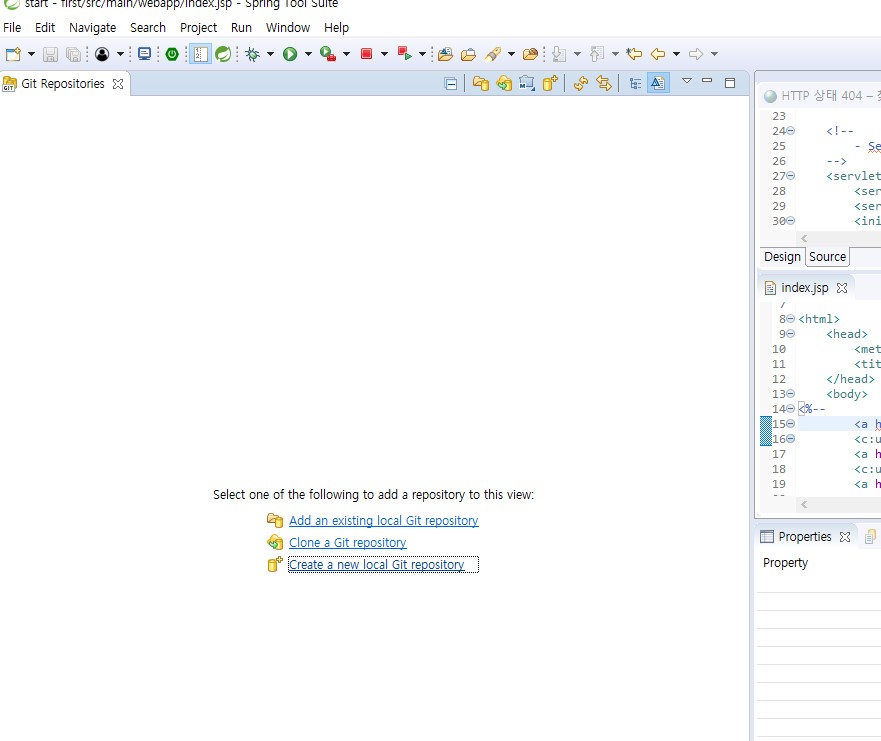 start - first/src/main/webapp/index.jsp - Spring Tool Suite
File Edit Navigate Search Project Run Window Help
Git Repositories
Select one of the following to add a repository to this view:
Add an existing local Git repository
Clone a Git repository
Create a new local Git repository
HTTP 상태 404 – 찾
23
24 <!--
25 - Se
26 -->
27 <servlet
28 <ser
29 <ser
30 <ini
Design Source
index.jsp
7
8 <html>
9 <head>
10 <met
11 <tit
12 </head>
13 <body>
14 <%--
15 <a h
16 <c:u
17 <a h
18 <c:u
19 <a h
Properties
Property